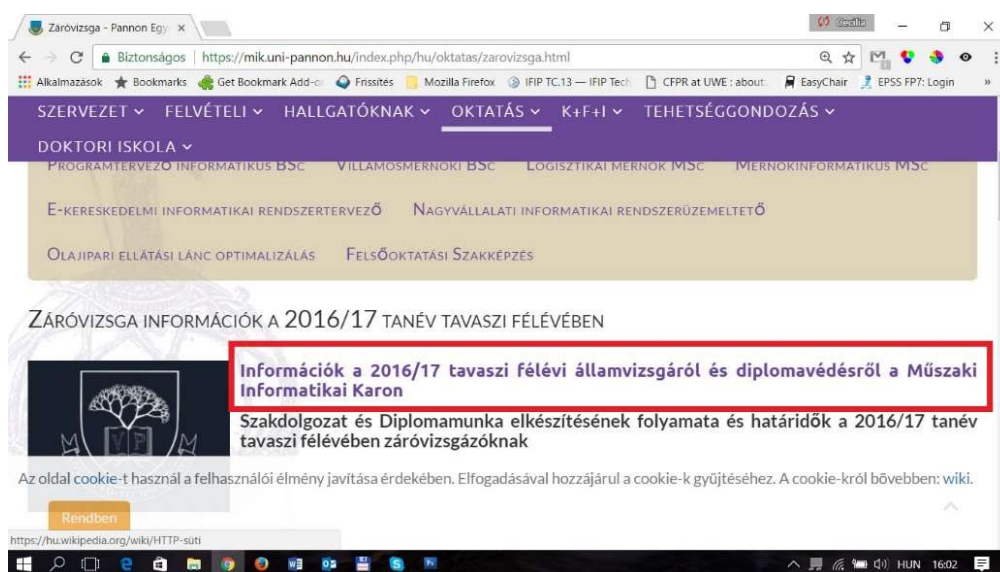 Záróvizsga - Pannon Egy
Cecilia
Biztonságos | https://mik.uni-pannon.hu/index.php/hu/oktatas/zarovizsga.html
Alkalmazások Bookmarks Get Bookmark Add-o Frissítés Mozilla Firefox IFIP TC.13 — IFIP Tech CFPR at UWE : about. EasyChair EPSS FP7: Login »
SZERVEZET FELVÉTELI HALLGATÓKNAK OKTATÁS K+F+I TEHETSÉGGONDOZÁS
DOKTORI ISKOLA
PROGRAMTERVEZŐ INFORMATIKUS BSC VILLAMOSMÉRNÖKI BSC LOGISZTIKAI MÉRNÖK MSC MÉRNÖKINFORMATIKUS MSC
E-KERESKEDELMI INFORMATIKAI RENDSZERTERVEZŐ NAGYVÁLLALATI INFORMATIKAI RENDSZERÜZEMELTETŐ
OLAJIPARI ELLÁTÁSI LÁNC OPTIMALIZÁLÁS FELSŐOKTATÁSI SZAKKÉPZÉS
ZÁRÓVIZSGA INFORMÁCIÓK A 2016/17 TANÉV TAVASZI FÉLÉVÉBEN
Információk a 2016/17 tavaszi félévi államvizsgáról és diplomavédésről a Műszaki
Informatikai Karon
Szakdolgozat és Diplomamunka elkészítésének folyamata és határidők a 2016/17 tanév
tavaszi félévében záróvizsgázóknak
VP
Az oldal cookie-t használ a felhasználói élmény javítása érdekében. Elfogadásával hozzájárul a cookie-k gyűjtéséhez. A cookie-król bővebben: wiki.
Rendben
https://hu.wikipedia.org/wiki/HTTP-süti
HUN 16:02